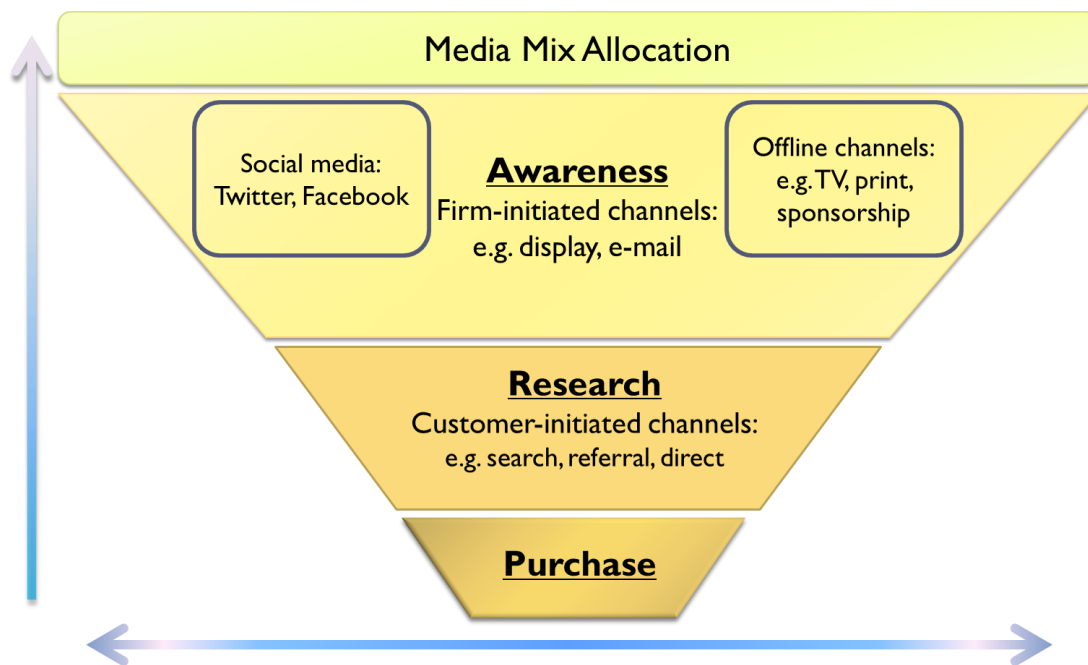 Media Mix Allocation
Social media:
Twitter, Facebook
Awareness
Firm-initiated channels:
e.g. display, e-mail
Offline channels:
e.g. TV, print,
sponsorship
Research
Customer-initiated channels:
e.g. search, referral, direct
Purchase